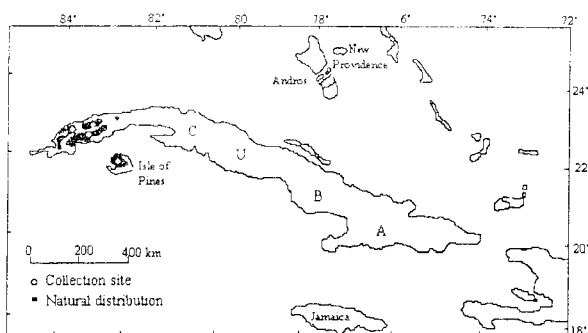 84' 82' 80 78' 6' 74' 72'
New
Providence
Andros
24°
C
U
22°
Isle of
Pines
B
A
20°
0 200 400 km
Collection site
Natural distribution
Jamaica
18°